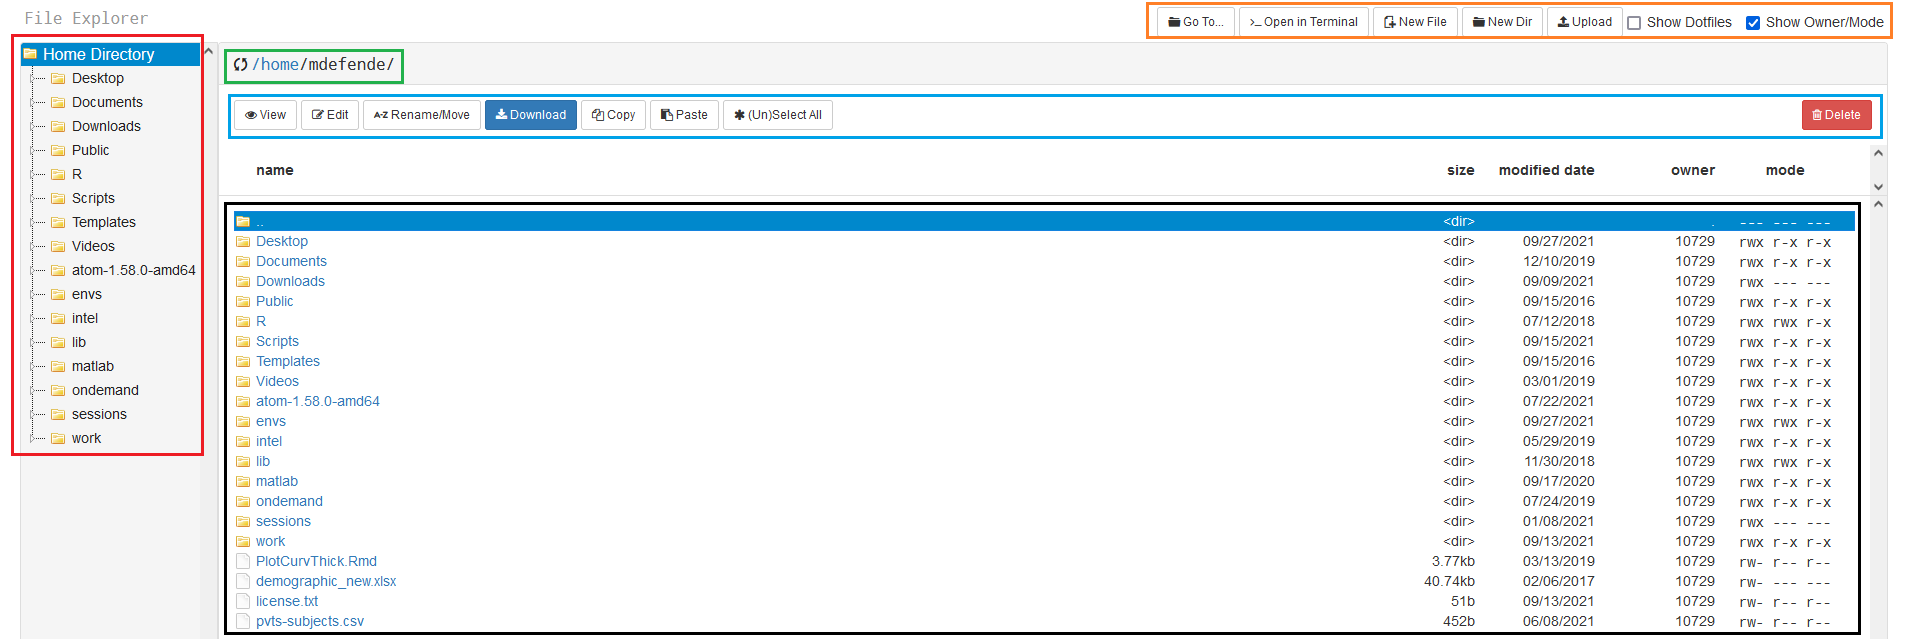 File Explorer
Go To... >_ Open in Terminal New File New Dir Upload Show Dotfiles Show Owner/Mode
Home Directory
Desktop
Documents
Downloads
Public
R
Scripts
Templates
Videos
atom-1.58.0-amd64
envs
intel
lib
matlab
ondemand
sessions
work
/home/mdefende/
View Edit A-Z Rename/Move Download Copy Paste (Un)Select All Delete
name size modified date owner mode
.. <dir> . --- --- ---
Desktop <dir> 09/27/2021 10729 rwx r-x r-x
Documents <dir> 12/10/2019 10729 rwx r-x r-x
Downloads <dir> 09/09/2021 10729 rwx --- ---
Public <dir> 09/15/2016 10729 rwx r-x r-x
R <dir> 07/12/2018 10729 rwx rwx r-x
Scripts <dir> 09/15/2021 10729 rwx r-x r-x
Templates <dir> 09/15/2016 10729 rwx r-x r-x
Videos <dir> 03/01/2019 10729 rwx r-x r-x
atom-1.58.0-amd64 <dir> 07/22/2021 10729 rwx r-x r-x
envs <dir> 09/27/2021 10729 rwx rwx r-x
intel <dir> 05/29/2019 10729 rwx r-x r-x
lib <dir> 11/30/2018 10729 rwx rwx r-x
matlab <dir> 09/17/2020 10729 rwx r-x r-x
ondemand <dir> 07/24/2019 10729 rwx r-x r-x
sessions <dir> 01/08/2021 10729 rwx --- ---
work <dir> 09/13/2021 10729 rwx r-x r-x
PlotCurvThick.Rmd 3.77kb 03/13/2019 10729 rw- r-- r--
demographic_new.xlsx 40.74kb 02/06/2017 10729 rw- --- ---
license.txt 51b 09/13/2021 10729 rw- r-- r--
pvts-subjects.csv 452b 06/08/2021 10729 rw- r-- r--